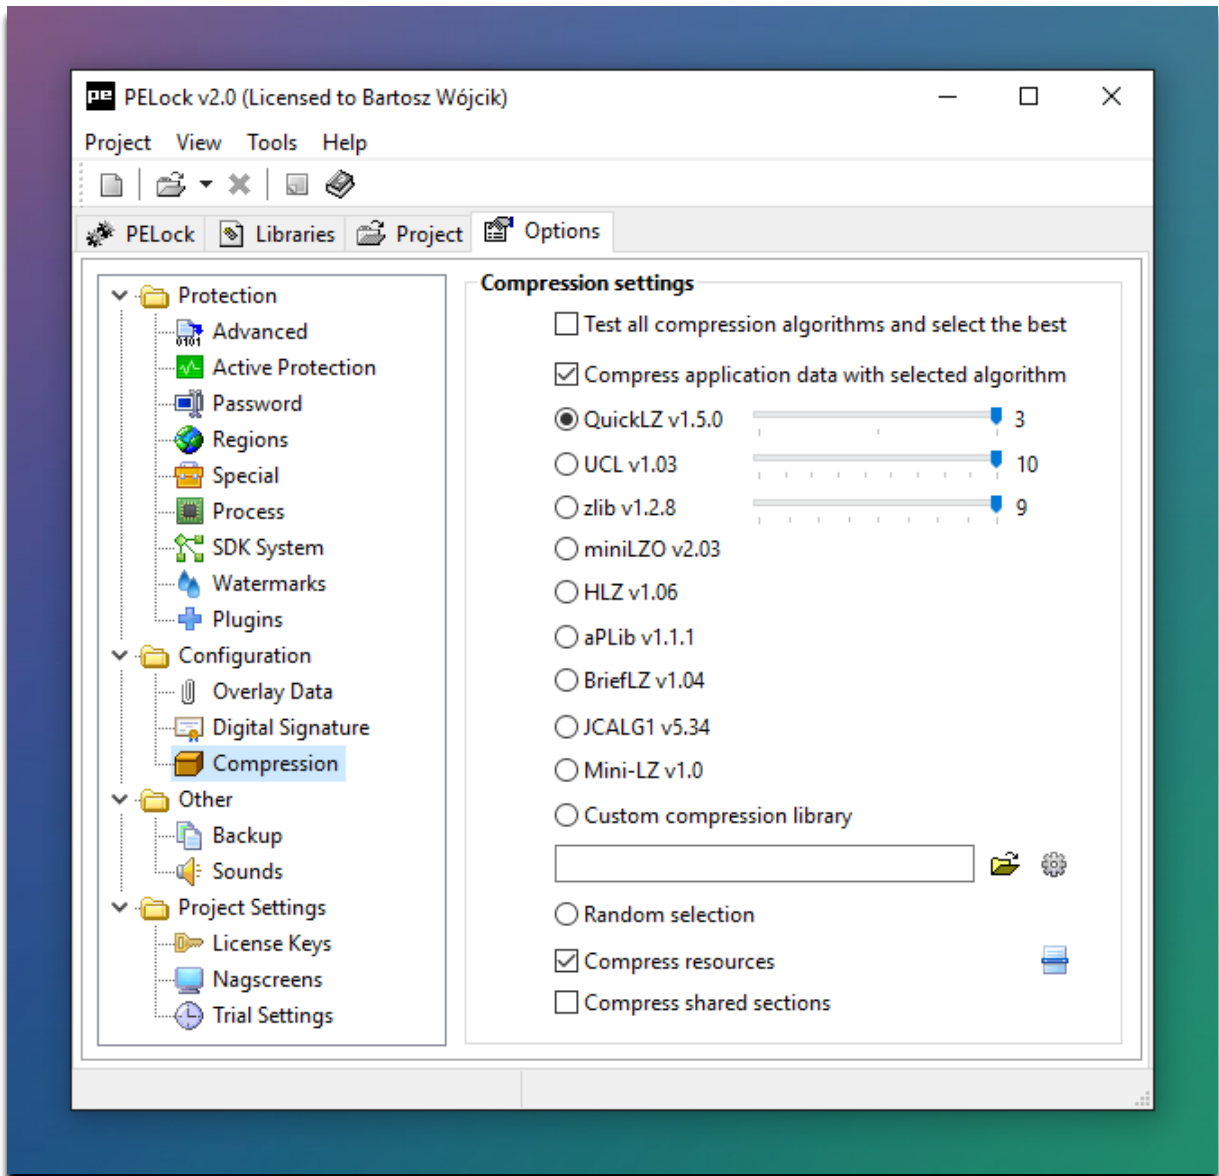 pe PELock v2.0 (Licensed to Bartosz Wójcik)
Project View Tools Help
PELock Libraries Project Options
Protection
Advanced
Active Protection
Password
Regions
Special
Process
SDK System
Watermarks
Plugins
Configuration
Overlay Data
Digital Signature
Compression
Other
Backup
Sounds
Project Settings
License Keys
Nagscreens
Trial Settings
Compression settings
Test all compression algorithms and select the best
Compress application data with selected algorithm
QuickLZ v1.5.0 3
UCL v1.03 10
zlib v1.2.8 9
miniLZO v2.03
HLZ v1.06
aPLib v1.1.1
BriefLZ v1.04
JCALG1 v5.34
Mini-LZ v1.0
Custom compression library
Random selection
Compress resources
Compress shared sections